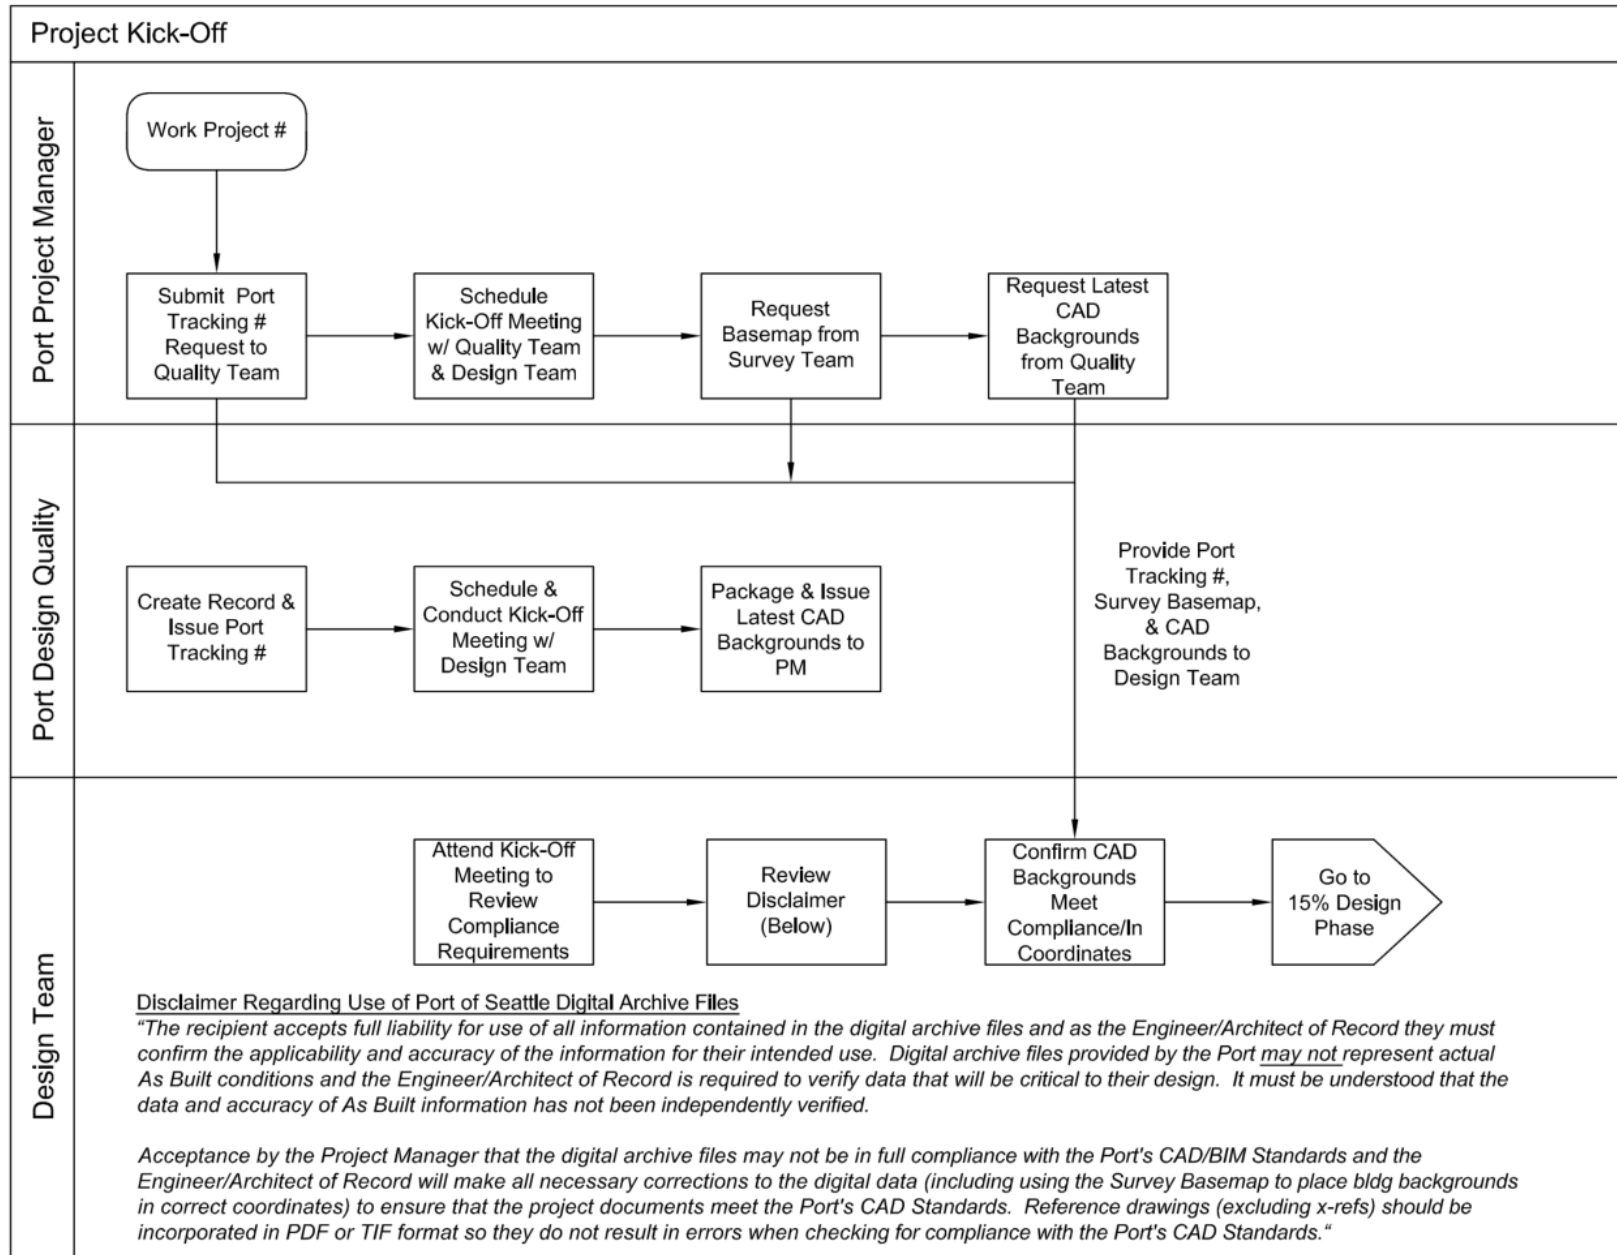 Project Kick-Off
Port Project Manager
Work Project #
Submit Port
Tracking #
Request to
Quality Team
Schedule
Kick-Off Meeting
w/ Quality Team
& Design Team
Request
Basemap from
Survey Team
Request Latest
CAD
Backgrounds
from Quality
Team
Port Design Quality
Create Record &
Issue Port
Tracking #
Schedule &
Conduct Kick-Off
Meeting w/
Design Team
Package & Issue
Latest CAD
Backgrounds to
PM
Provide Port
Tracking #,
Survey Basemap,
& CAD
Backgrounds to
Design Team
Design Team
Attend Kick-Off
Meeting to
Review
Compliance
Requirements
Review
Disclaimer
(Below)
Confirm CAD
Backgrounds
Meet
Compliance/In
Coordinates
Go to
15% Design
Phase
Disclaimer Regarding Use of Port of Seattle Digital Archive Files
“The recipient accepts full liability for use of all information contained in the digital archive files and as the Engineer/Architect of Record they must
confirm the applicability and accuracy of the information for their intended use. Digital archive files provided by the Port may not represent actual
As Built conditions and the Engineer/Architect of Record is required to verify data that will be critical to their design. It must be understood that the
data and accuracy of As Built information has not been independently verified.
Acceptance by the Project Manager that the digital archive files may not be in full compliance with the Port's CAD/BIM Standards and the
Engineer/Architect of Record will make all necessary corrections to the digital data (including using the Survey Basemap to place bldg backgrounds
in correct coordinates) to ensure that the project documents meet the Port's CAD Standards. Reference drawings (excluding x-refs) should be
incorporated in PDF or TIF format so they do not result in errors when checking for compliance with the Port's CAD Standards.“